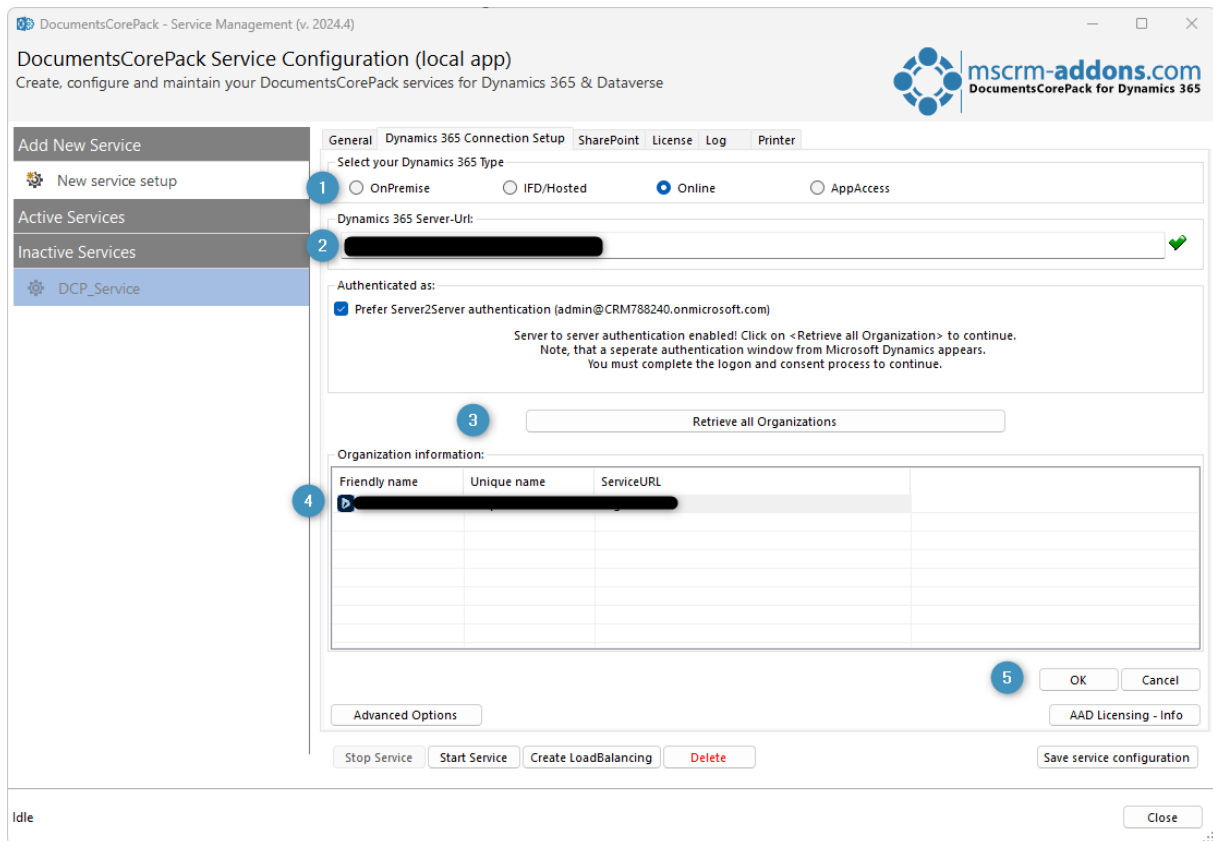 DocumentsCorePack - Service Management (v. 2024.4)
DocumentsCorePack Service Configuration (local app)
Create, configure and maintain your DocumentsCorePack services for Dynamics 365 & Dataverse
mscrm-addons.com
DocumentsCorePack for Dynamics 365
Add New Service
New service setup
Active Services
Inactive Services
DCP_Service
General Dynamics 365 Connection Setup SharePoint License Log Printer
Select your Dynamics 365 Type
1 OnPremise IFD/Hosted Online AppAccess
Dynamics 365 Server-Url:
2
Authenticated as:
Prefer Server2Server authentication (admin@CRM788240.onmicrosoft.com)
Server to server authentication enabled! Click on <Retrieve all Organization> to continue.
Note, that a seperate authentication window from Microsoft Dynamics appears.
You must complete the logon and consent process to continue.
3 Retrieve all Organizations
Organization information:
Friendly name Unique name ServiceURL
4
5 OK Cancel
Advanced Options AAD Licensing - Info
Stop Service Start Service Create LoadBalancing Delete Save service configuration
Idle Close